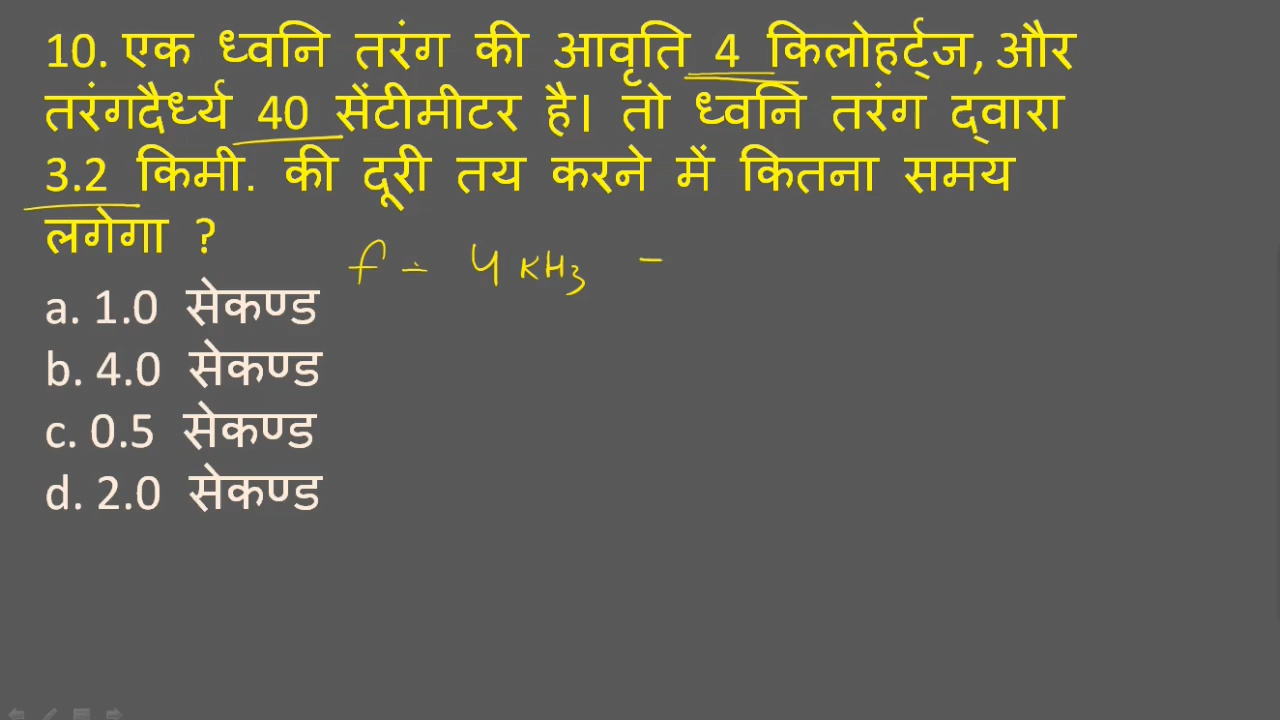 10. एक ध्वनि तरंग की आवृति 4 किलोहर्ट्ज, और
तरंगदैर्ध्य 40 सेंटीमीटर है। तो ध्वनि तरंग द्वारा
3.2 किमी. की दूरी तय करने में कितना समय
लगेगा ?
f = 4 KHz =
a. 1.0 सेकण्ड
b. 4.0 सेकण्ड
c. 0.5 सेकण्ड
d. 2.0 सेकण्ड